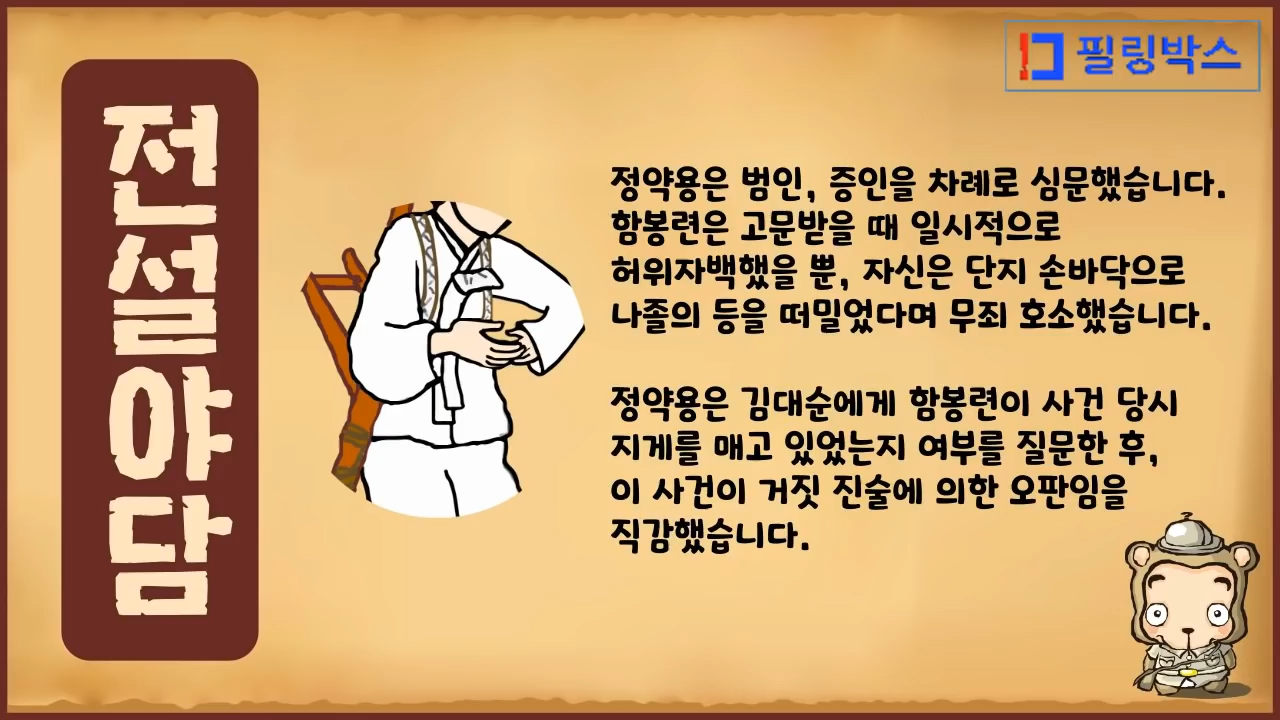 전설야담
필링박스
정약용은 범인, 증인을 차례로 심문했습니다.
함봉련은 고문받을 때 일시적으로
허위자백했을 뿐, 자신은 단지 손바닥으로
나졸의 등을 떠밀었다며 무죄 호소했습니다.
정약용은 김대순에게 함봉련이 사건 당시
지게를 매고 있었는지 여부를 질문한 후,
이 사건이 거짓 진술에 의한 오판임을
직감했습니다.